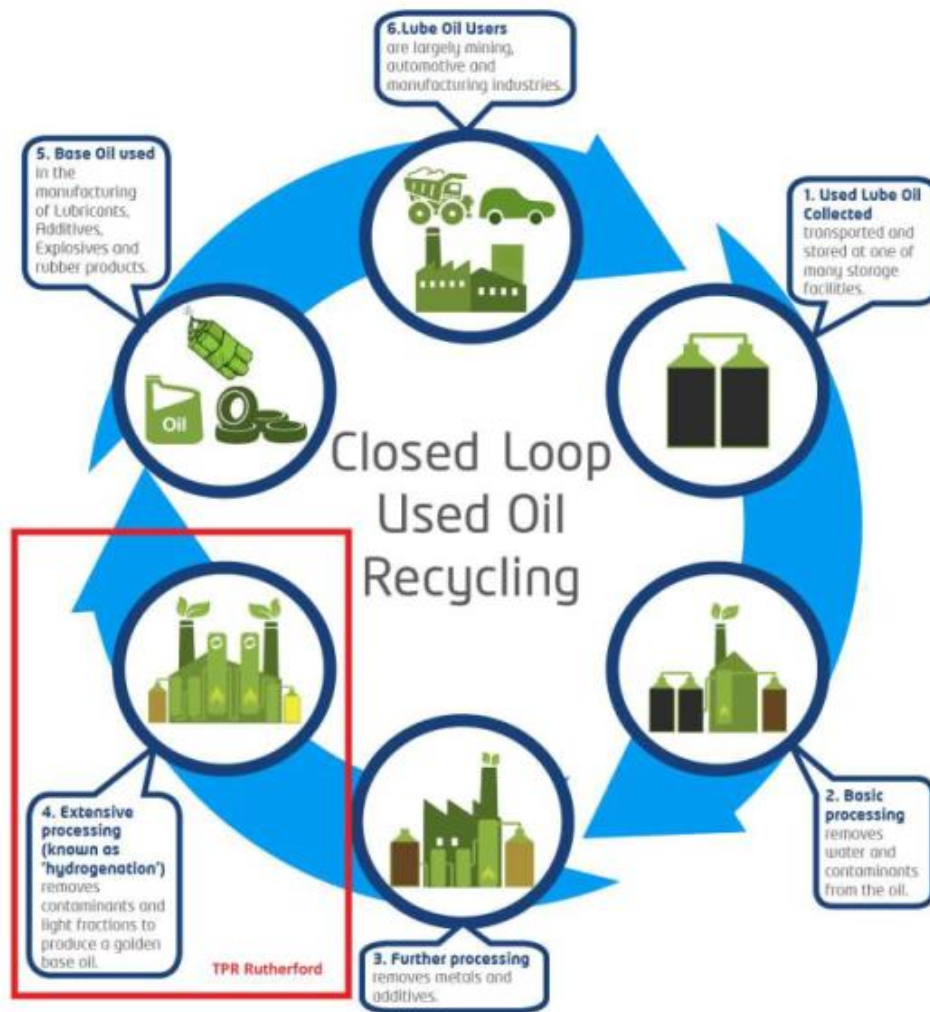 6.Lube Oil Users
are largely mining,
automotive and
manufacturing industries.
5. Base Oil used
in the
manufacturing
of Lubricants,
Additives,
Explosives and
rubber products.
1. Used Lube Oil
Collected
transported and
stored at one of
many storage
facilities.
Oil
Closed Loop
Used Oil
Recycling
4. Extensive
processing
(known as
'hydrogenation')
removes
contaminants and
light fractions to
produce a golden
base oil.
TPR Rutherford
3. Further processing
removes metals and
additives.
2. Basic
processing
removes
water and
contaminants
from the oil.